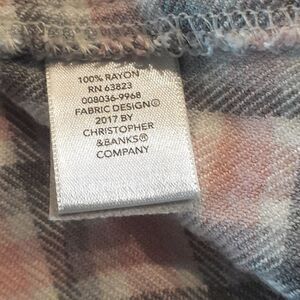 100% RAYON
RN 63823
008036-9968
FABRIC DESIGN©
2017 BY
CHRISTOPHER
&BANKS®
COMPANY